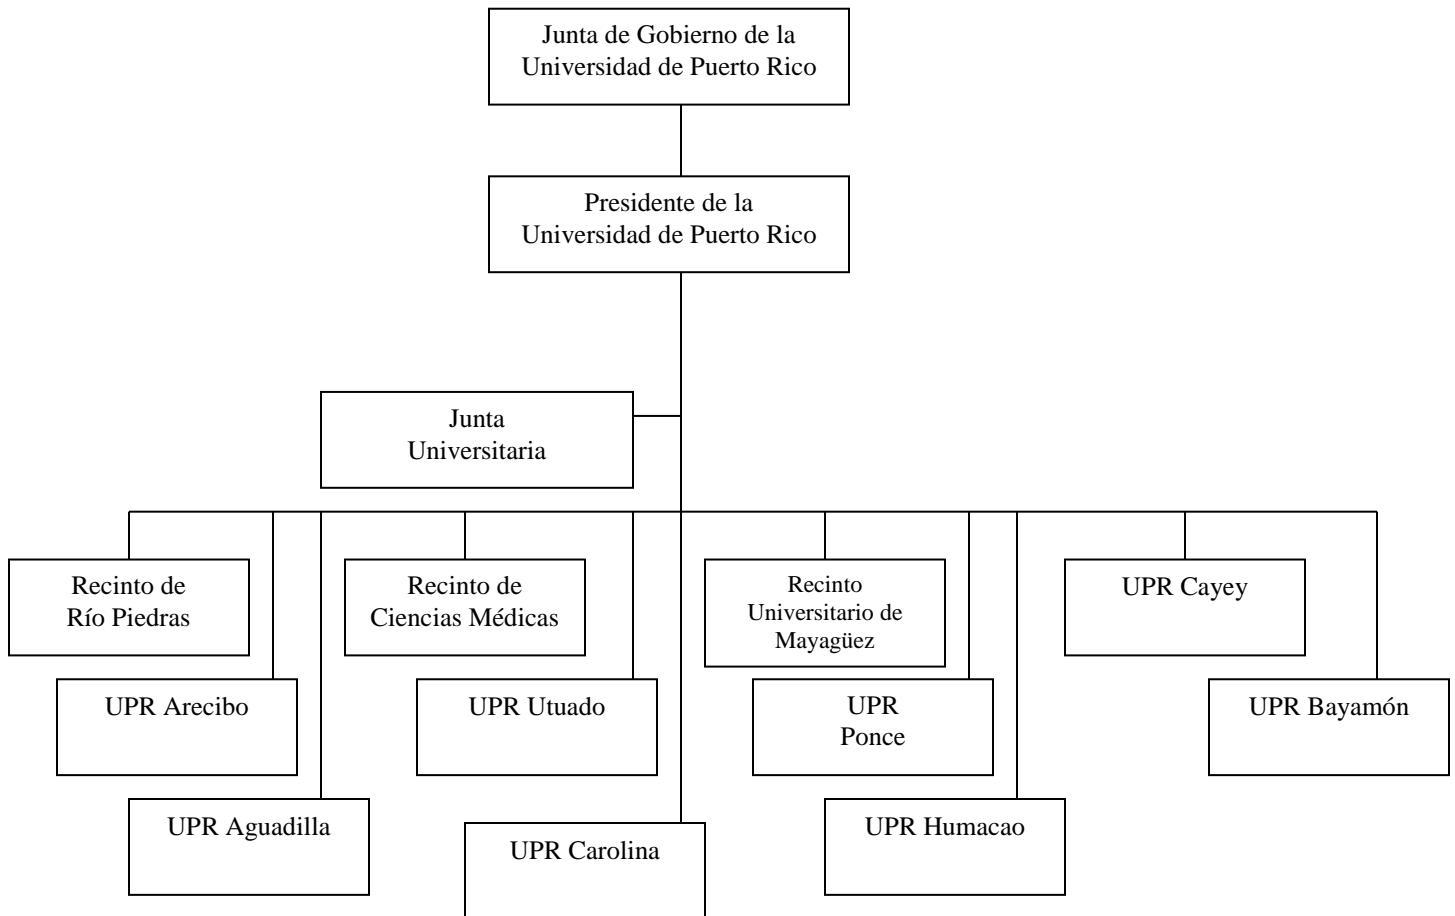 Junta de Gobierno de la
Universidad de Puerto Rico
Presidente de la
Universidad de Puerto Rico
Junta
Universitaria
Recinto de
Río Piedras
Recinto de
Ciencias Médicas
Recinto
Universitario de
Mayagüez
UPR Cayey
UPR Arecibo
UPR Utuado
UPR
Ponce
UPR Bayamón
UPR Aguadilla
UPR Carolina
UPR Humacao